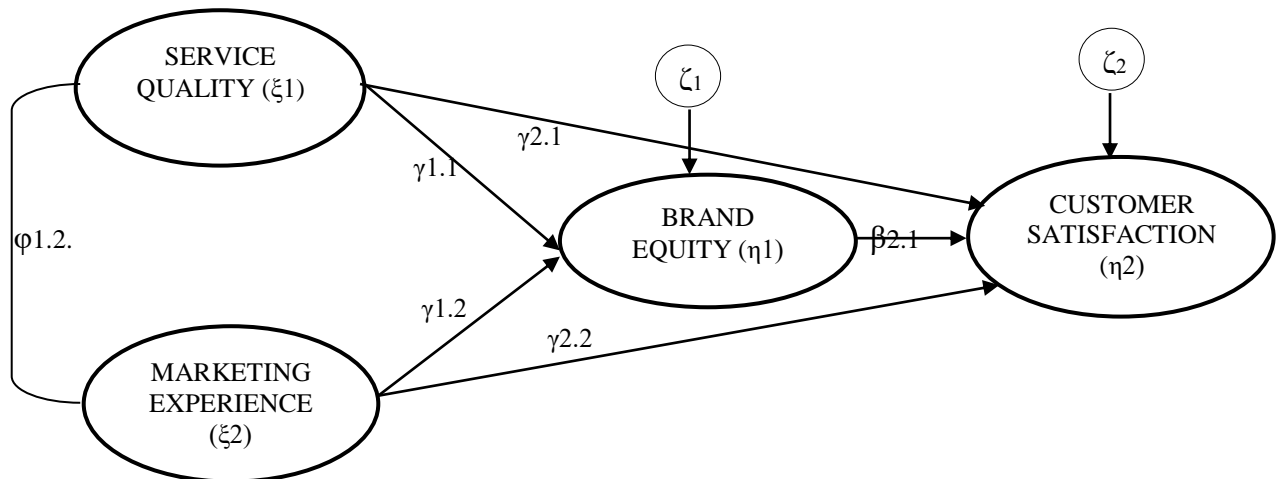 SERVICE
QUALITY (ξ1)
ζ1
ζ2
γ2.1
γ1.1
BRAND
EQUITY (η1)
β2.1
CUSTOMER
SATISFACTION
(η2)
φ1.2.
γ1.2
γ2.2
MARKETING
EXPERIENCE
(ξ2)